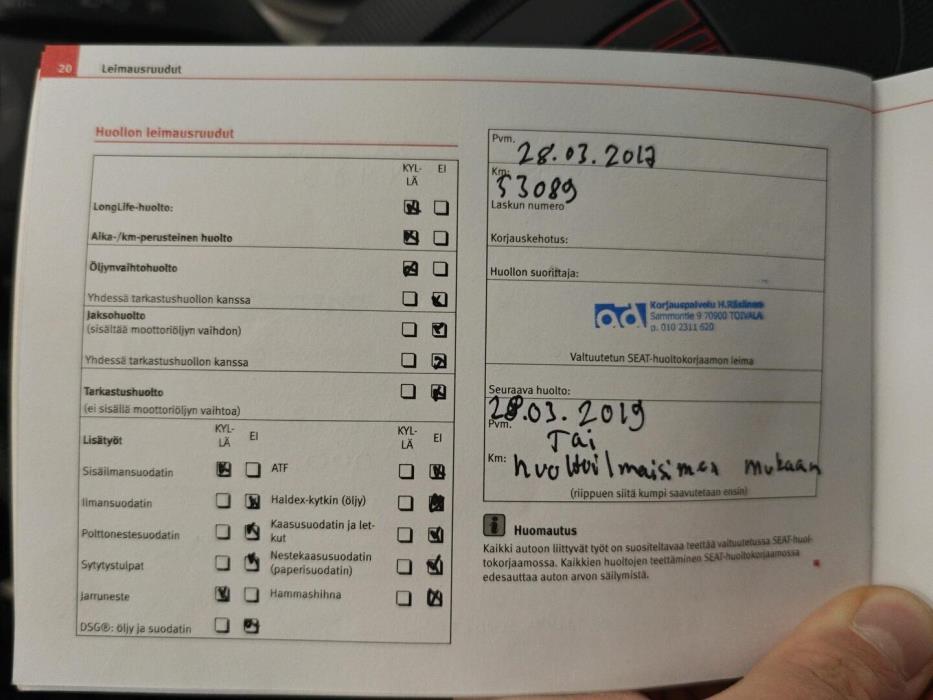 20 Leimausruudut
Huollon leimausruudut
KYL-
LÄ EI
LongLife-huolto:
Aika-/km-perusteinen huolto
Öljynvaihtohuolto
Yhdessä tarkastushuollon kanssa
Jaksohuolto
(sisältää moottoriöljyn vaihdon)
Yhdessä tarkastushuollon kanssa
Tarkastushuolto
(ei sisällä moottoriöljyn vaihtoa)
Lisätyöt KYL-
LÄ EI KYL-
LÄ EI
Sisäilmansuodatin ATF
Ilmansuodatin Haldex-kytkin (öljy)
Polttonestesuodatin Kaasusuodatin ja let-
kut
Sytytystulpat Nestekaasusuodatin
(paperisuodatin)
Jarruneste Hammashihna
DSG®: öljy ja suodatin
Pvm. 28.03.2017
Km: 53089
Laskun numero
Korjauskehotus:
Huollon suorittaja:
ad Korjauspalvelu H.Räsänen
Sammontie 9 70900 TOIVALA
p. 010 2311 620
Valtuutetun SEAT-huoltokorjaamon leima
Seuraava huolto:
28.03.2019
Pvm.
Tai
Km: huoltoilmaisimen mukaan
(riippuen siitä kumpi saavutetaan ensin)
i Huomautus
Kaikki autoon liittyvät työt on suositeltavaa teettää valtuutetussa SEAT-huol-
tokorjaamossa. Kaikkien huoltojen teettäminen SEAT-huoltokorjaamossa
edesauttaa auton arvon säilymistä.